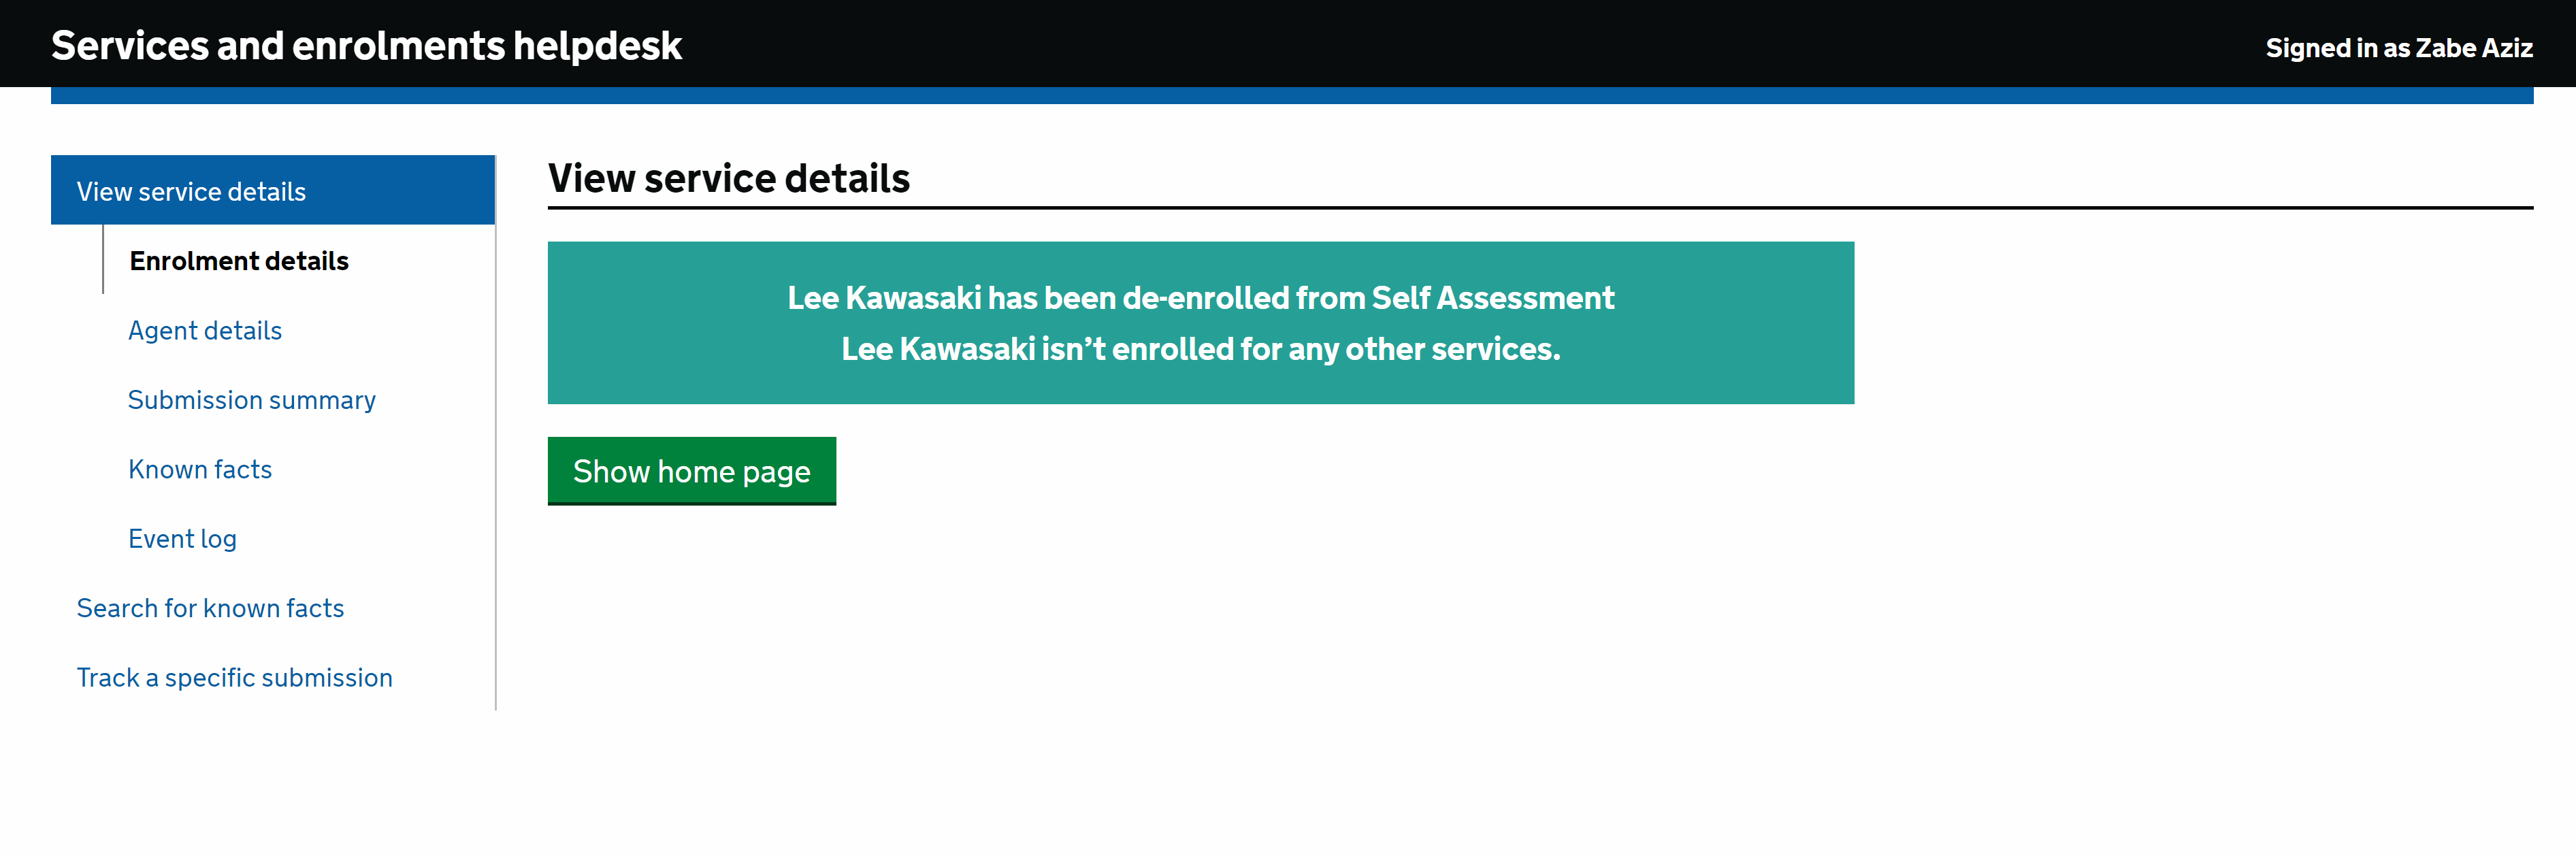 Services and enrolments helpdesk
Signed in as Zabe Aziz
View service details
Enrolment details
Agent details
Submission summary
Known facts
Event log
Search for known facts
Track a specific submission
View service details
Lee Kawasaki has been de-enrolled from Self Assessment
Lee Kawasaki isn’t enrolled for any other services.
Show home page